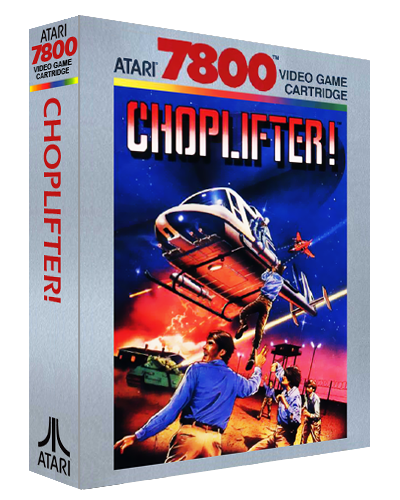 ATARI
7800
VIDEO GAME
CARTRIDGE
CHOPLIFTER!
ATARI
ATARI 7800™ VIDEO GAME
CARTRIDGE
CHOPLIFTER!